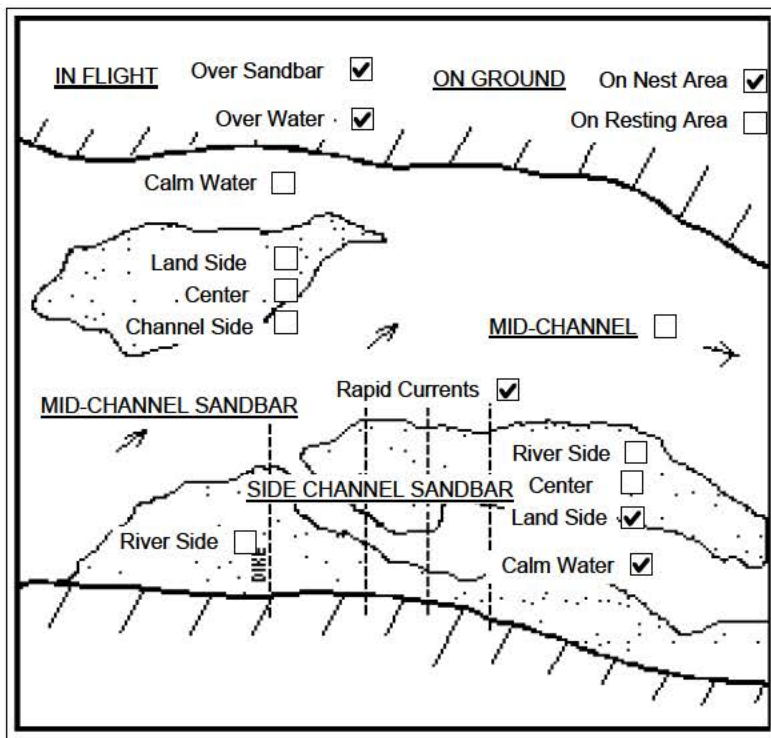 IN FLIGHT Over Sandbar ON GROUND On Nest Area
Over Water On Resting Area
Calm Water
Land Side
Center
Channel Side
MID-CHANNEL
Rapid Currents
MID-CHANNEL SANDBAR
River Side
SIDE CHANNEL SANDBAR Center
Land Side
River Side
DIKE
Calm Water